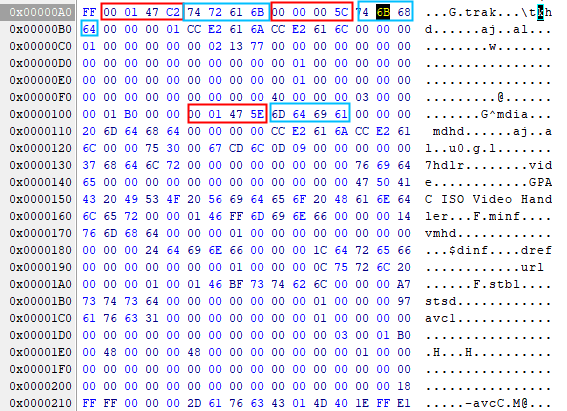 0x000000A0 FF 00 01 47 C2 74 72 61 6B 00 00 00 5C 74 6B 68 ...G.trak...\tkh
0x000000B0 64 00 00 00 01 CC E2 61 6A CC E2 61 6C 00 00 00 d......aj..al...
0x000000C0 01 00 00 00 00 02 13 77 00 00 00 00 00 00 00 00 .......w........
0x000000D0 00 00 00 00 00 00 00 00 00 01 00 00 00 00 00 00 ................
0x000000E0 00 00 00 00 00 00 00 00 00 01 00 00 00 00 00 00 ................
0x000000F0 00 00 00 00 00 00 00 00 40 00 00 00 03 00 00 00 ........@.......
0x00000100 00 01 B0 00 00 00 01 47 5E 6D 64 69 61 00 00 00 .......G^mdia...
0x00000110 20 6D 64 68 64 00 00 00 00 CC E2 61 6A CC E2 61  mdhd......aj..a
0x00000120 6C 00 00 75 30 00 67 CD 6C 0D 09 00 00 00 00 00 l..u0.g.l.......
0x00000130 37 68 64 6C 72 00 00 00 00 00 00 00 00 76 69 64 7hdlr........vid
0x00000140 65 00 00 00 00 00 00 00 00 00 00 00 00 47 50 41 e............GPA
0x00000150 43 20 49 53 4F 20 56 69 64 65 6F 20 48 61 6E 64 C ISO Video Hand
0x00000160 6C 65 72 00 00 01 46 FF 6D 69 6E 66 00 00 00 14 ler...F.minf....
0x00000170 76 6D 68 64 00 00 00 01 00 00 00 00 00 00 00 00 vmhd............
0x00000180 00 00 00 24 64 69 6E 66 00 00 00 1C 64 72 65 66 ...$dinf....dref
0x00000190 00 00 00 00 00 00 00 01 00 00 00 0C 75 72 6C 20 ............url
0x000001A0 00 00 00 01 00 01 46 BF 73 74 62 6C 00 00 00 A7 ......F.stbl....
0x000001B0 73 74 73 64 00 00 00 00 00 00 00 01 00 00 00 97 stsd............
0x000001C0 61 76 63 31 00 00 00 00 00 00 00 01 00 00 00 00 avc1............
0x000001D0 00 00 00 00 00 00 00 00 00 00 00 00 03 00 01 B0 ................
0x000001E0 00 48 00 00 00 48 00 00 00 00 00 00 00 01 00 00 .H...H..........
0x000001F0 00 00 00 00 00 00 00 00 00 00 00 00 00 00 00 00 ................
0x00000200 00 00 00 00 00 00 00 00 00 00 00 00 00 00 00 18 ................
0x00000210 FF FF 00 00 00 2D 61 76 63 43 01 4D 40 1E FF E1 .....-avcC.M@...